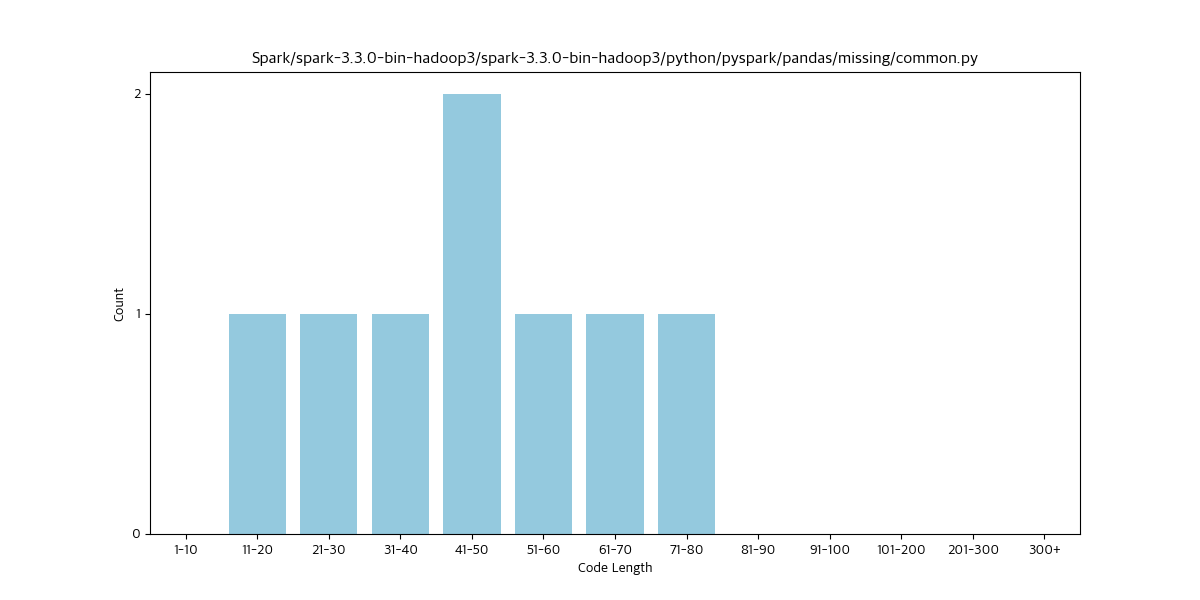 Spark/spark-3.3.0-bin-hadoop3/spark-3.3.0-bin-hadoop3/python/pyspark/pandas/missing/common.py
2
1
0
Count
1-10 11-20 21-30 31-40 41-50 51-60 61-70 71-80 81-90 91-100 101-200 201-300 300+
Code Length